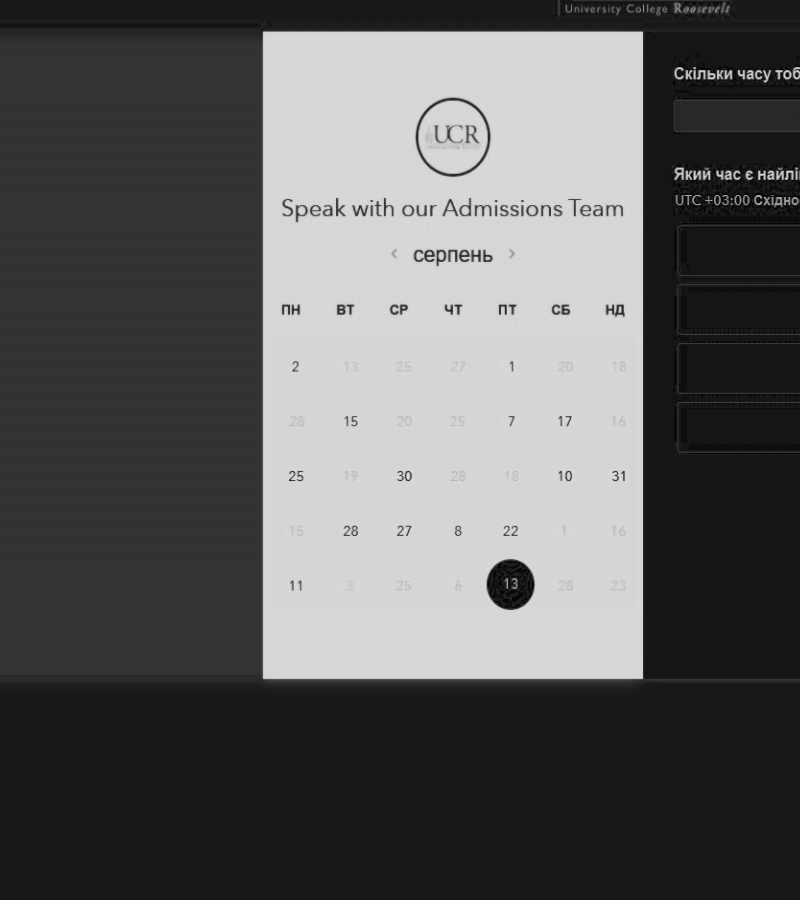 University College Roosevelt
Скільки часу тоб
UCR
Який час є найлі
UTC +03:00 Східно
Speak with our Admissions Team
серпень
ПН ВТ СР ЧТ ПТ СБ НД
2 13 25 27 1 20 18
28 15 20 25 7 17 16
25 19 30 28 18 10 31
15 28 27 8 22 1 16
11 3 25 6 13 28 23